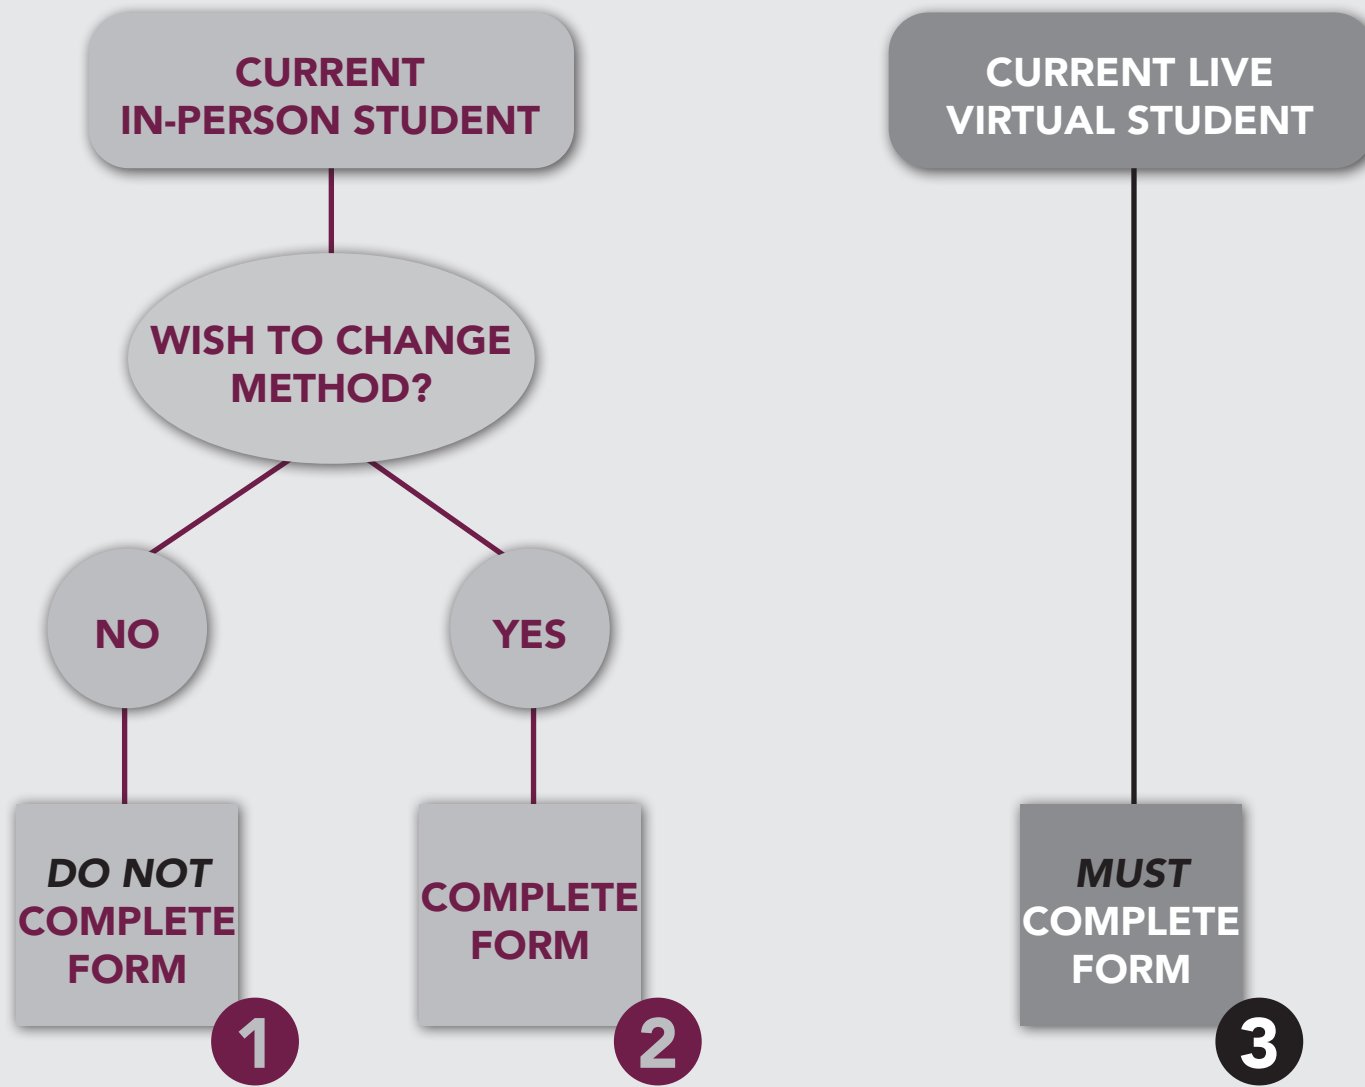 CURRENT
IN-PERSON STUDENT
CURRENT LIVE
VIRTUAL STUDENT
WISH TO CHANGE
METHOD?
NO
YES
DO NOT
COMPLETE
FORM
1
COMPLETE
FORM
2
MUST
COMPLETE
FORM
3